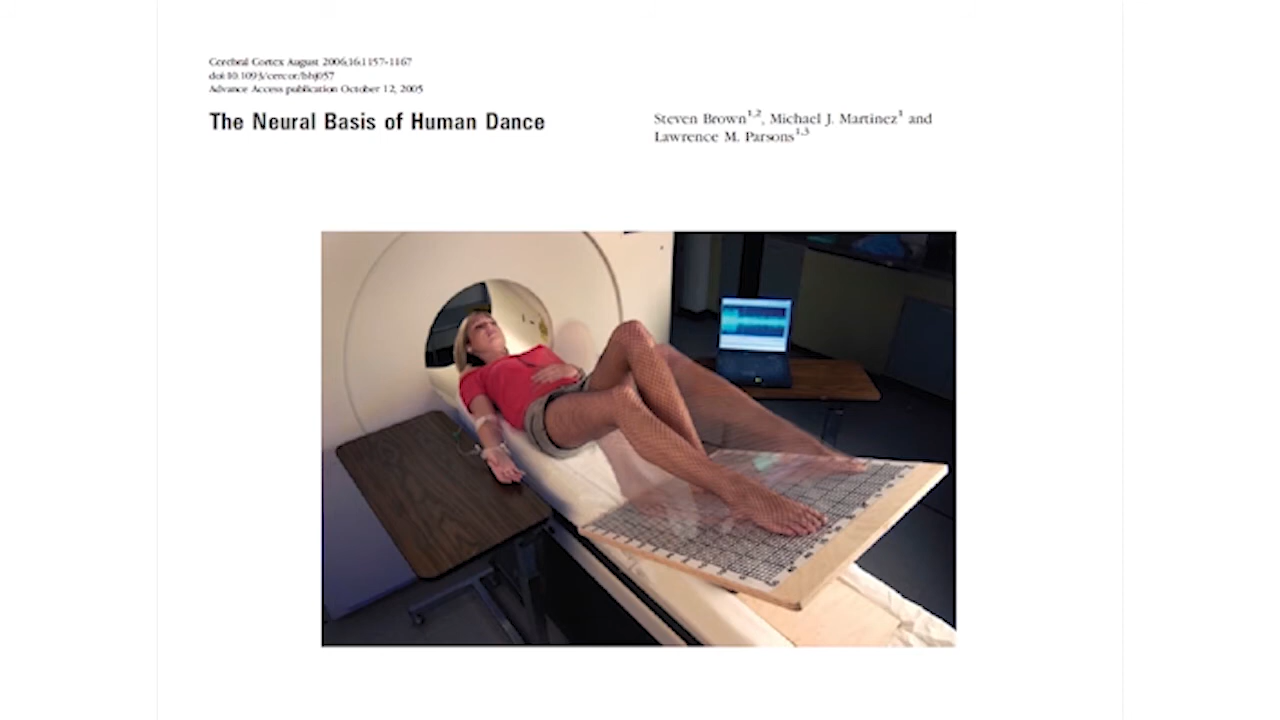 Cerebral Cortex August 2006;16:1157-1167
doi:10.1093/cercor/bhj057
Advance Access publication October 12, 2005
The Neural Basis of Human Dance
Steven Brown1,2, Michael J. Martinez1 and
Lawrence M. Parsons1,3